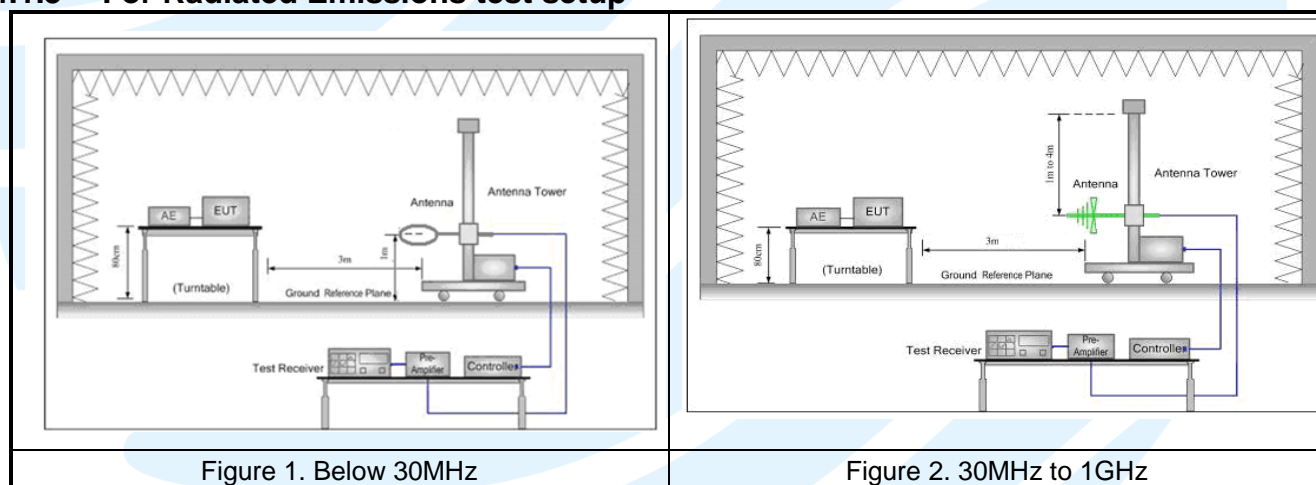 For Radiated Emissions test setup
AE
EUT
80cm
(Turntable)
3m
Antenna
1m
Antenna Tower
Ground Reference Plane
Test Receiver
Pre-
Amplifier
Controller
Figure 1. Below 30MHz
AE
EUT
80cm
(Turntable)
3m
Antenna
1m to 4m
Antenna Tower
Ground Reference Plane
Test Receiver
Pre-
Amplifier
Controller
Figure 2. 30MHz to 1GHz